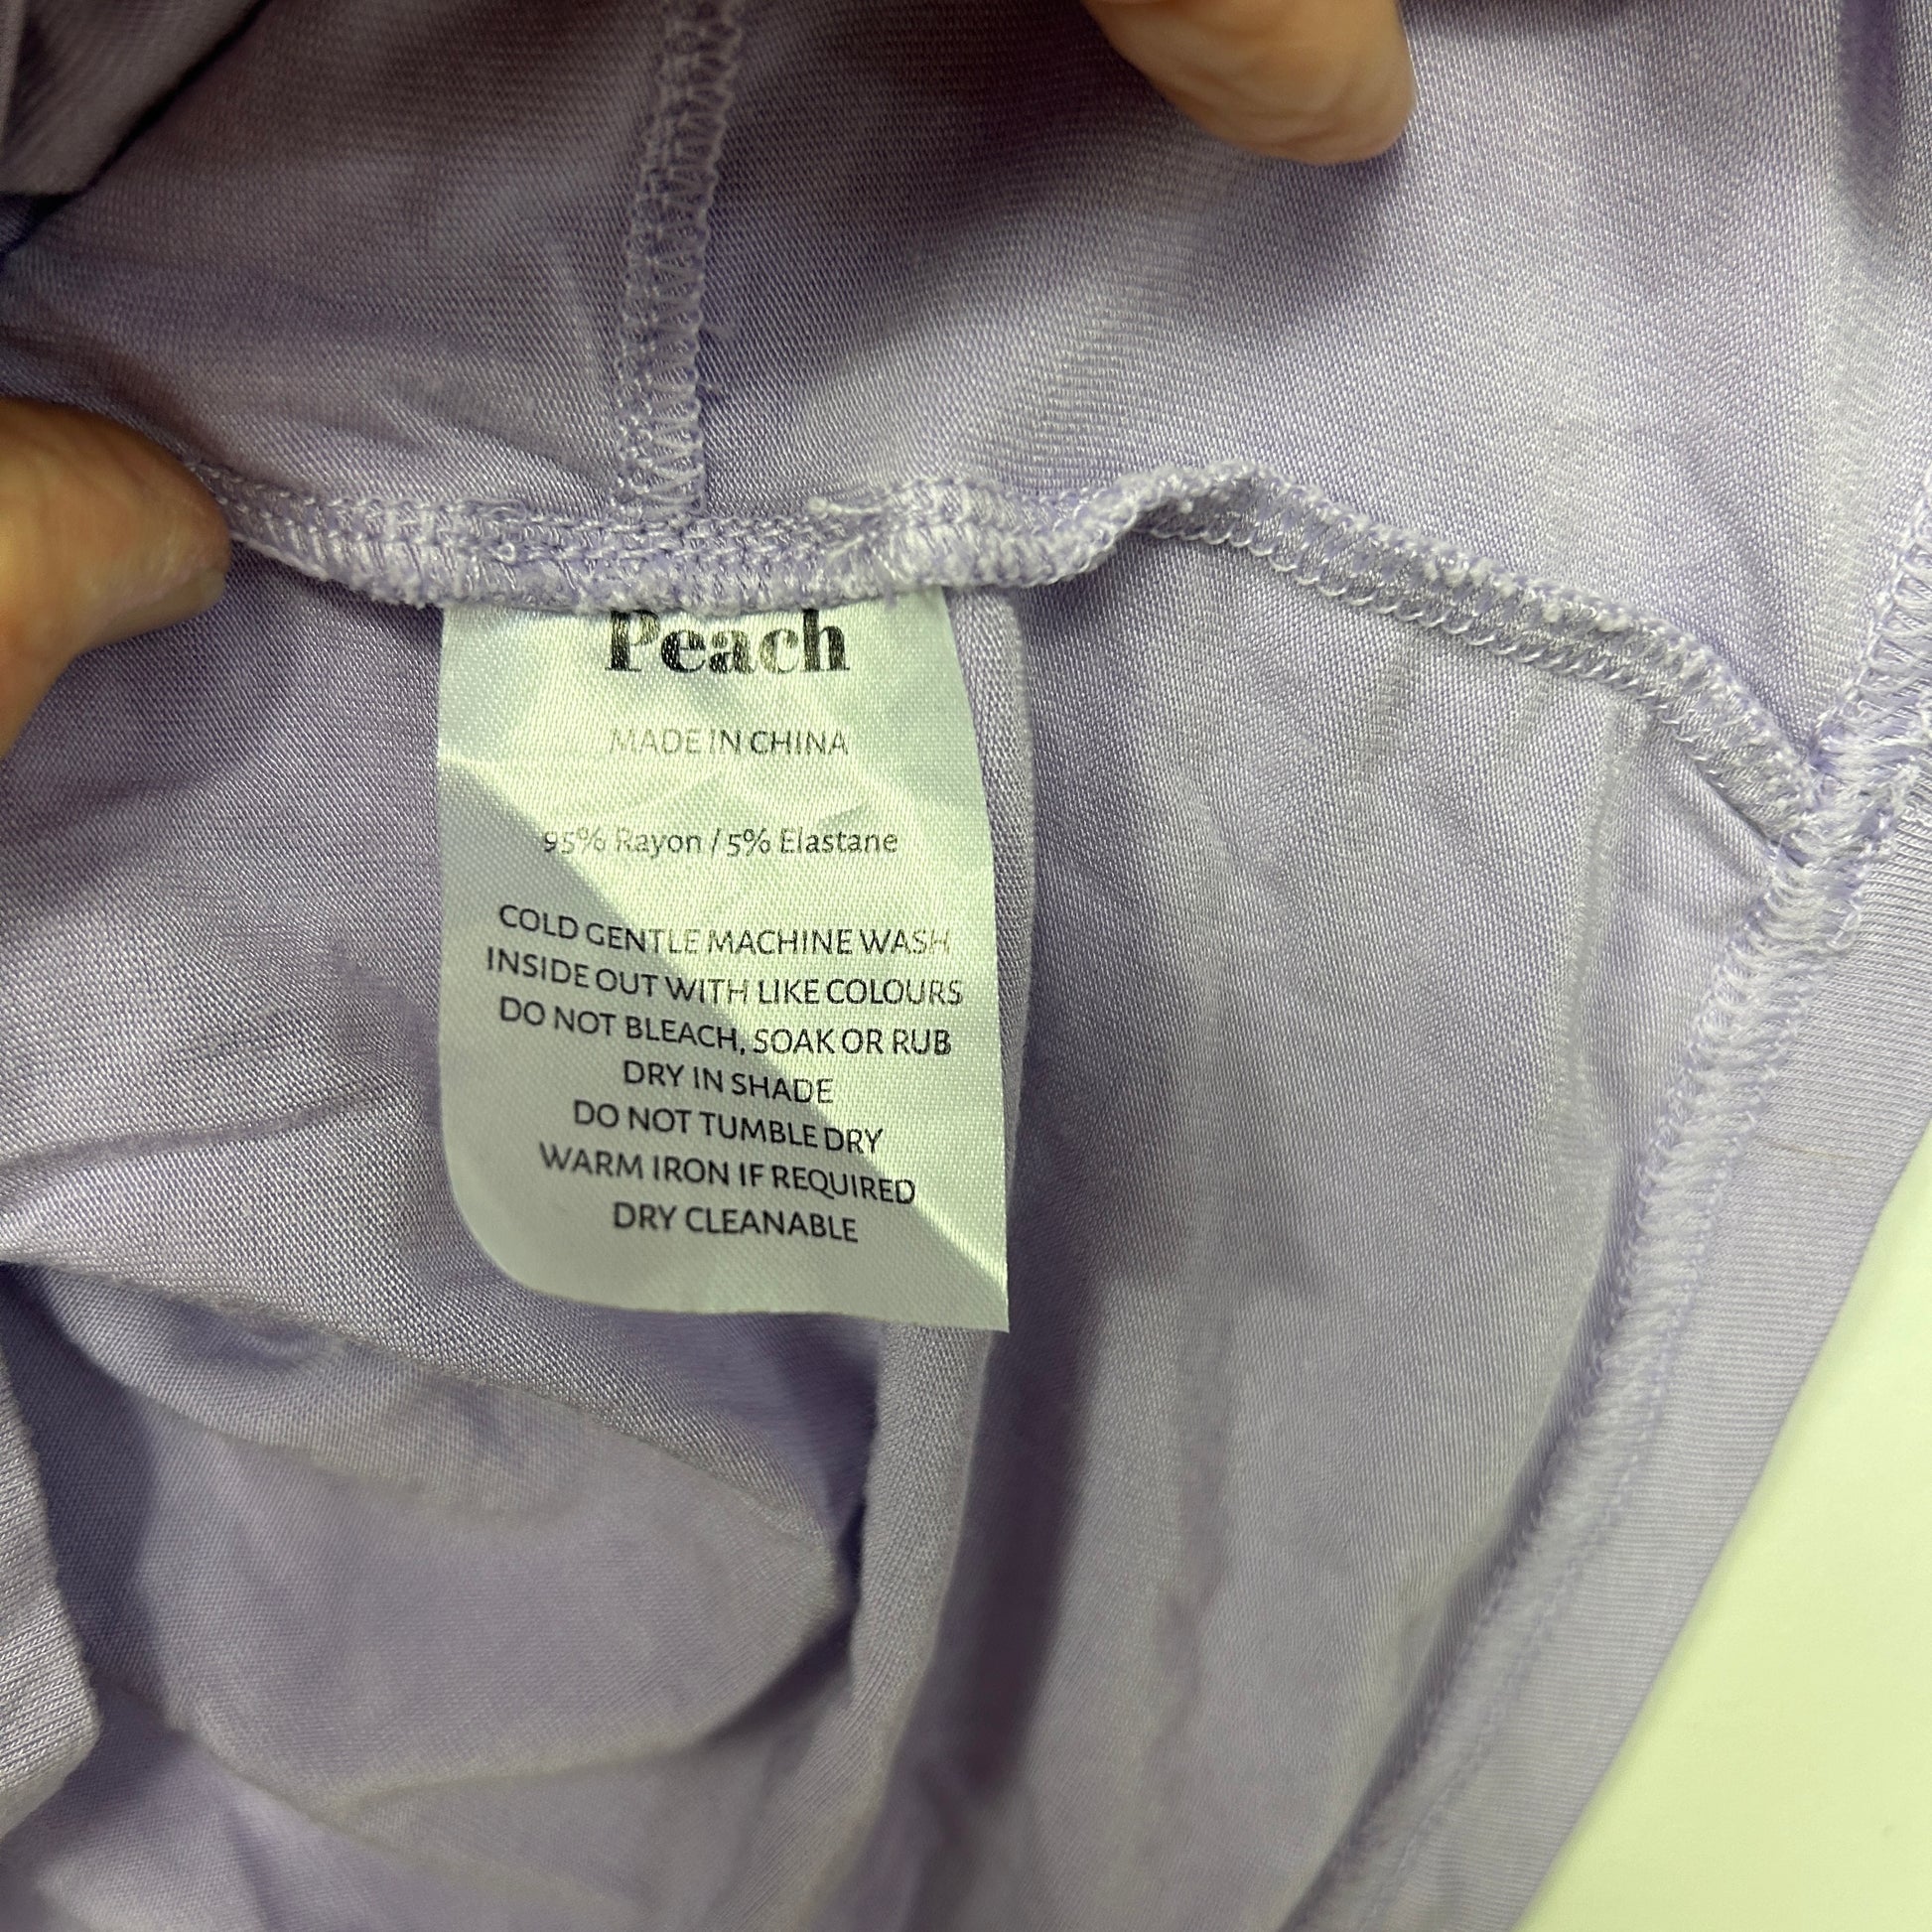 Peach
MADE IN CHINA
95% Rayon / 5% Elastane
COLD GENTLE MACHINE WASH
INSIDE OUT WITH LIKE COLOURS
DO NOT BLEACH, SOAK OR RUB
DRY IN SHADE
DO NOT TUMBLE DRY
WARM IRON IF REQUIRED
DRY CLEANABLE